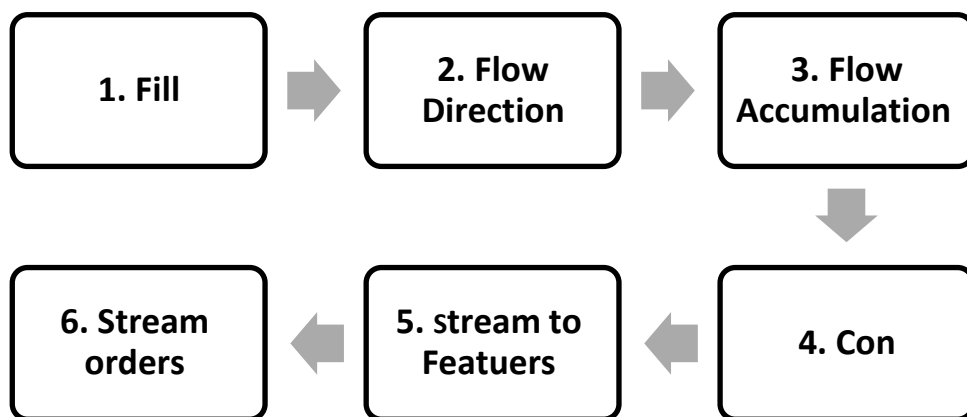 1. Fill
2. Flow
Direction
3. Flow
Accumulation
4. Con
5. stream to
Featuers
6. Stream
orders